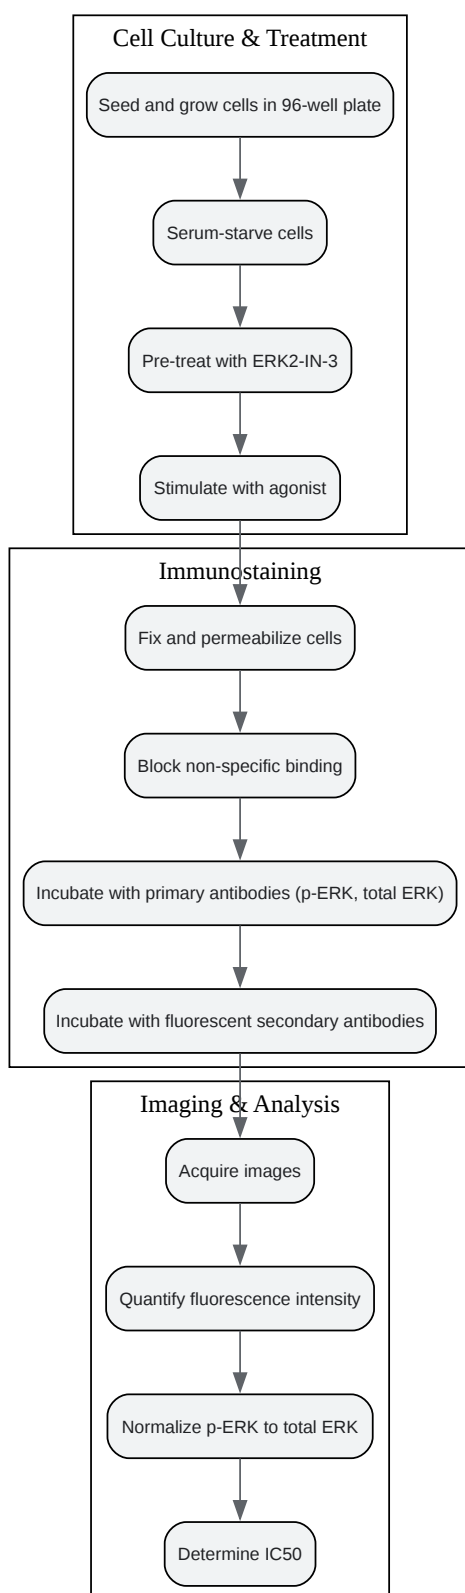 Cell Culture & Treatment
Seed and grow cells in 96-well plate
Serum-starve cells
Pre-treat with ERK2-IN-3
Stimulate with agonist
Immunostaining
Fix and permeabilize cells
Block non-specific binding
Incubate with primary antibodies (p-ERK, total ERK)
Incubate with fluorescent secondary antibodies
Imaging & Analysis
Acquire images
Quantify fluorescence intensity
Normalize p-ERK to total ERK
Determine IC50